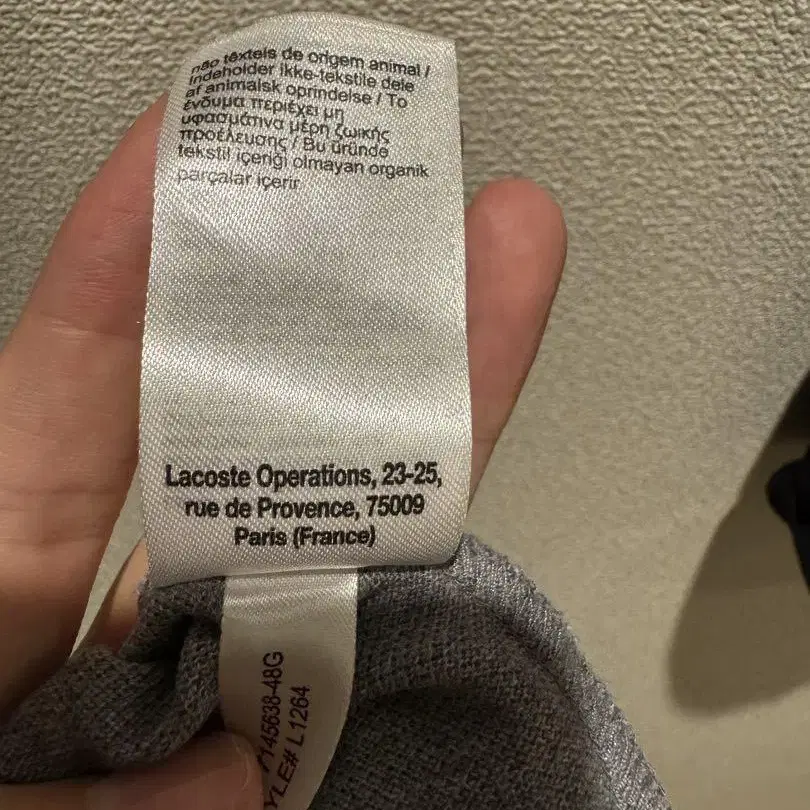 não têxteis de origem animal /
Indeholder ikke-tekstile dele
af animalsk oprindelse / Το
ένδυμα περιέχει μη
υφασμάτινα μέρη ζωικής
προέλευσης / Bu üründe
tekstil içeriği olmayan organik
parçalar içerir
Lacoste Operations, 23-25,
rue de Provence, 75009
Paris (France)
145638-48G
YLE# L1264